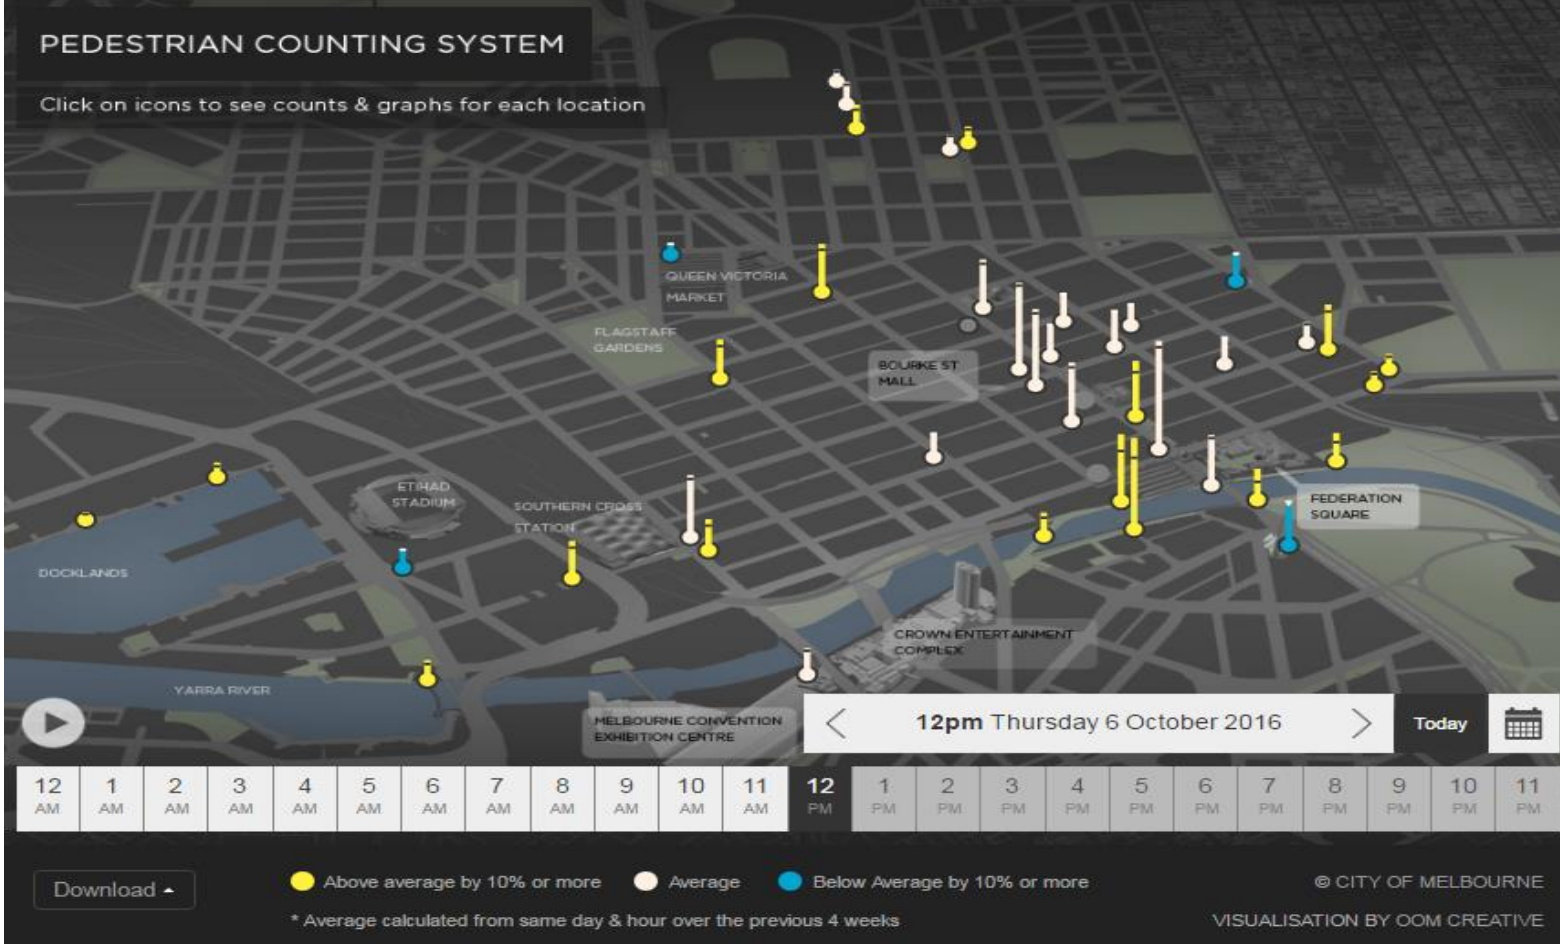 PEDESTRIAN COUNTING SYSTEM
Click on icons to see counts & graphs for each location
QUEEN VICTORIA
MARKET
FLAGSTAFF
GARDENS
BOURKE ST
MALL
ETIHAD
STADIUM
SOUTHERN CROSS
STATION
FEDERATION
SQUARE
DOCKLANDS
CROWN ENTERTAINMENT
COMPLEX
YARRA RIVER
MELBOURNE CONVENTION
EXHIBITION CENTRE
12pm Thursday 6 October 2016
Today
12 1 2 3 4 5 6 7 8 9 10 11 12 1 2 3 4 5 6 7 8 9 10 11
AM AM AM AM AM AM AM AM AM AM AM AM PM PM PM PM PM PM PM PM PM PM PM PM
Download
Above average by 10% or more Average Below Average by 10% or more
© CITY OF MELBOURNE
* Average calculated from same day & hour over the previous 4 weeks
VISUALISATION BY OOM CREATIVE